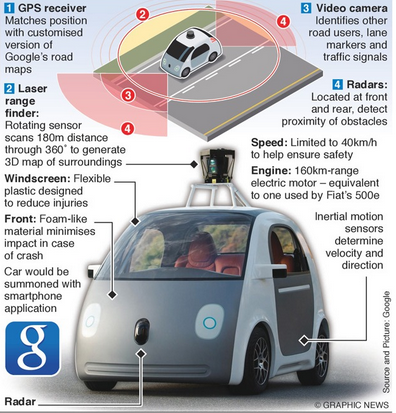 1 GPS receiver
Matches position
with customised
version of
Google's road
maps
2 Laser
range
finder:
Rotating sensor
scans 180m distance
through 360˚ to generate
3D map of surroundings
Windscreen: Flexible
plastic designed
to reduce injuries
Front: Foam-like
material minimises
impact in case
of crash
Car would be
summoned with
smartphone
application
g
Radar
2
4
3
4
3 Video camera
Identifies other
road users, lane
markers and
traffic signals
4 Radars:
Located at front
and rear, detect
proximity of obstacles
Speed: Limited to 40km/h
to help ensure safety
Engine: 160km-range
electric motor – equivalent
to one used by Fiat's 500e
Inertial motion
sensors
determine
velocity and
direction
Source and Picture: Google
© GRAPHIC NEWS